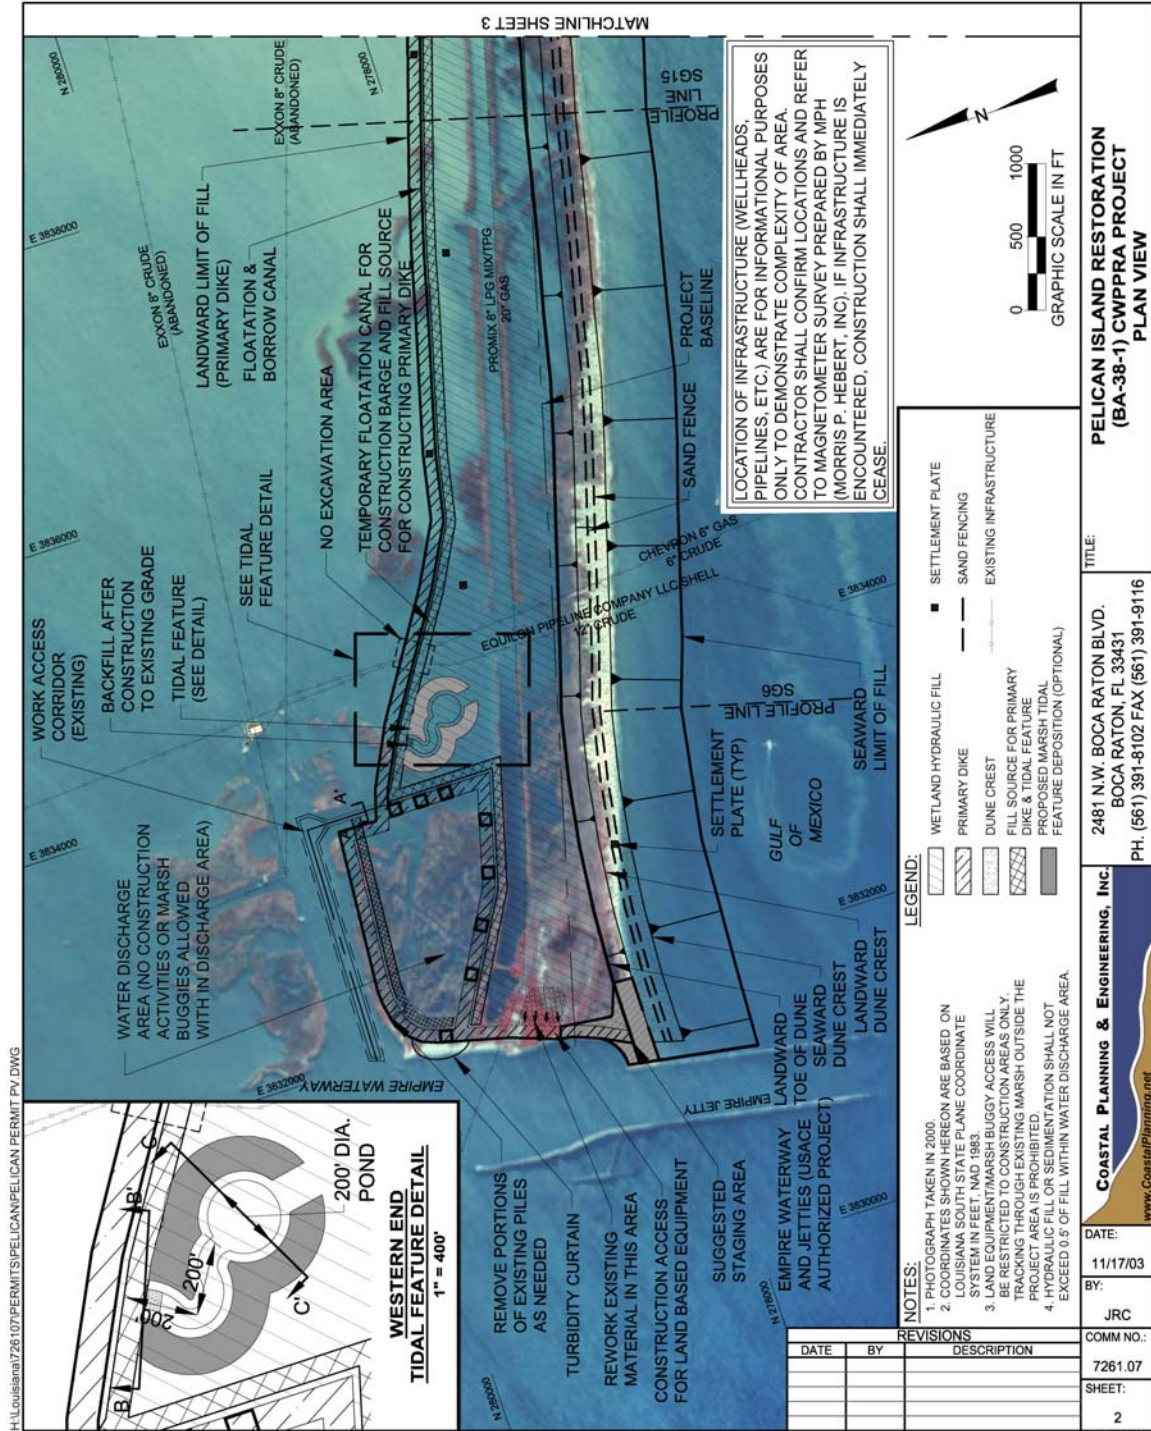 H:\Louisiana\726107\PERMITS\PELICAN\PELICAN PERMIT PV.DWG
MATCHLINE SHEET 3
N 280000
EXXON 8" CRUDE
(ABANDONED)
N 278000
E 3838000
EXXON 8" CRUDE
(ABANDONED)
LANDWARD LIMIT OF FILL
(PRIMARY DIKE)
FLOATATION &
BORROW CANAL
PROFILE
LINE
SG15
E 3836000
SEE TIDAL
FEATURE DETAIL
NO EXCAVATION AREA
TEMPORARY FLOATATION CANAL FOR
CONSTRUCTION BARGE AND FILL SOURCE
FOR CONSTRUCTING PRIMARY DIKE
PROMIX 8" LPG MIX/TPG
20" GAS
PROJECT
BASELINE
SAND FENCE
CHEVRON 6" GAS
6" CRUDE
EQUILON PIPELINE COMPANY LLC/SHELL
12" CRUDE
E 3834000
WORK ACCESS
CORRIDOR
(EXISTING)
BACKFILL AFTER
CONSTRUCTION
TO EXISTING GRADE
TIDAL FEATURE
(SEE DETAIL)
A'
E 3834000
WATER DISCHARGE
AREA (NO CONSTRUCTION
ACTIVITIES OR MARSH
BUGGIES ALLOWED
WITH IN DISCHARGE AREA)
PROFILE LINE
SG6
SEAWARD
LIMIT OF FILL
SETTLEMENT
PLATE (TYP)
GULF
OF
MEXICO
E 3832000
LANDWARD
DUNE CREST
SEAWARD
DUNE CREST
LANDWARD
TOE OF DUNE
E 3832000
EMPIRE WATERWAY
EMPIRE JETTY
REMOVE PORTIONS
OF EXISTING PILES
AS NEEDED
TURBIDITY CURTAIN
REWORK EXISTING
MATERIAL IN THIS AREA
CONSTRUCTION ACCESS
FOR LAND BASED EQUIPMENT
SUGGESTED
STAGING AREA
EMPIRE WATERWAY
AND JETTIES (USACE
AUTHORIZED PROJECT)
E 3830000
N 280000
N 278000
B
B'
C
C'
200'
200'
200' DIA.
POND
WESTERN END
TIDAL FEATURE DETAIL
1" = 400'
LOCATION OF INFRASTRUCTURE (WELLHEADS,
PIPELINES, ETC.) ARE FOR INFORMATIONAL PURPOSES
ONLY TO DEMONSTRATE COMPLEXITY OF AREA.
CONTRACTOR SHALL CONFIRM LOCATIONS AND REFER
TO MAGNETOMETER SURVEY PREPARED BY MPH
(MORRIS P. HEBERT, INC). IF INFRASTRUCTURE IS
ENCOUNTERED, CONSTRUCTION SHALL IMMEDIATELY
CEASE.
N
0 500 1000
GRAPHIC SCALE IN FT
LEGEND:
WETLAND HYDRAULIC FILL
PRIMARY DIKE
DUNE CREST
FILL SOURCE FOR PRIMARY
DIKE & TIDAL FEATURE
PROPOSED MARSH TIDAL
FEATURE DEPOSITION (OPTIONAL)
SETTLEMENT PLATE
SAND FENCING
EXISTING INFRASTRUCTURE
NOTES:
1. PHOTOGRAPH TAKEN IN 2000.
2. COORDINATES SHOWN HEREON ARE BASED ON
LOUISIANA SOUTH STATE PLANE COORDINATE
SYSTEM IN FEET, NAD 1983.
3. LAND EQUIPMENT/MARSH BUGGY ACCESS WILL
BE RESTRICTED TO CONSTRUCTION AREAS ONLY.
TRACKING THROUGH EXISTING MARSH OUTSIDE THE
PROJECT AREA IS PROHIBITED.
4. HYDRAULIC FILL OR SEDIMENTATION SHALL NOT
EXCEED 0.5' OF FILL WITHIN WATER DISCHARGE AREA.
REVISIONS
DATE BY DESCRIPTION
TITLE:
PELICAN ISLAND RESTORATION
(BA-38-1) CWPPRA PROJECT
PLAN VIEW
2481 N.W. BOCA RATON BLVD.
BOCA RATON, FL 33431
PH. (561) 391-8102 FAX (561) 391-9116
COASTAL PLANNING & ENGINEERING, INC.
www.CoastalPlanning.net
DATE:
11/17/03
BY:
JRC
COMM NO.:
7261.07
SHEET:
2